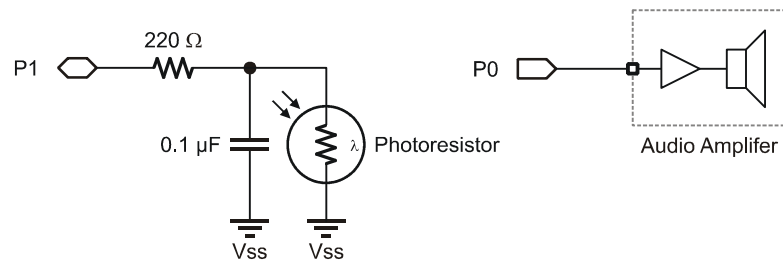 220 Ω
P1
P0
0.1 µF
λ
Photoresistor
Audio Amplifer
Vss
Vss